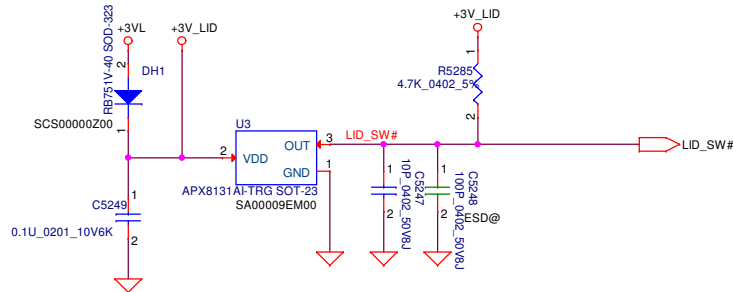 +3VL
+3V_LID
+3V_LID
2
RB751V-40 SOD-323
DH1
1
SCS00000Z00
1
R5285
4.7K_0402_5%
2
U3
OUT
3
LID_SW#
LID_SW#
2
VDD
GND
1
APX8131AI-TRG SOT-23
SA00009EM00
1
C5249
2
0.1U_0201_10V6K
1
C5247
10P_0402_50V8J
2
1
C5248
100P_0402_50V8J
2
ESD@